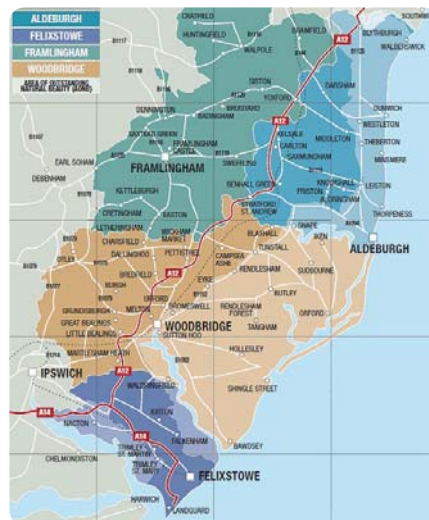 ALDEBURGH
FELIXSTOWE
FRAMLINGHAM
WOODBRIDGE
AREA OF OUTSTANDING
NATURAL BEAUTY (AONB)
CRATFIELD
HUNTINGFIELD
B1117
B1117
WALPOLE
BRAMFIELD
A12
BLYTHBURGH
WALBERSWICK
SIBTON
YOXFORD
DARSHAM
DENNINGTON
BRUISYARD
BADINGHAM
A12
DUNWICH
WESTLETON
SAXTEAD GREEN
FRAMLINGHAM
CASTLE
KELSALE
MIDDLETON
CARLTON
THEBERTON
EARL SOHAM
FRAMLINGHAM
SWEFFLING
SAXMUNDHAM
MINSMERE
DEBENHAM
BENHALL GREEN
KNODISHALL
LEISTON
KETTLEBURGH
FRISTON
ALDRINGHAM
CRETINGHAM
EASTON
STRATFORD
ST. ANDREW
THORPENESS
LETHERINGHAM
SNAPE
CHARSFIELD
WICKHAM
MARKET
BLAXHALL
IKEN
ALDEBURGH
OTLEY
DALLINGHOO
PETTISTREE
CAMPSEA
ASHE
TUNSTALL
BREDFIELD
A12
RENDLESHAM
SUDBOURNE
EYKE
BURGH
UFFORD
BUTLEY
GRUNDISBURGH
MELTON
BROMESWELL
RENDLESHAM
FOREST
ORFORD
GREAT BEALINGS
WOODBRIDGE
TANGHAM
LITTLE BEALINGS
SUTTON HOO
MARTLESHAM HEATH
HOLLESLEY
IPSWICH
A12
WALDRINGFIELD
SHINGLE STREET
A14
KIRTON
NACTON
A14
FALKENHAM
BAWDSEY
CHELMONDISTON
TRIMLEY
ST. MARTIN
TRIMLEY
ST. MARY
FELIXSTOWE
HARWICH
LANDGUARD